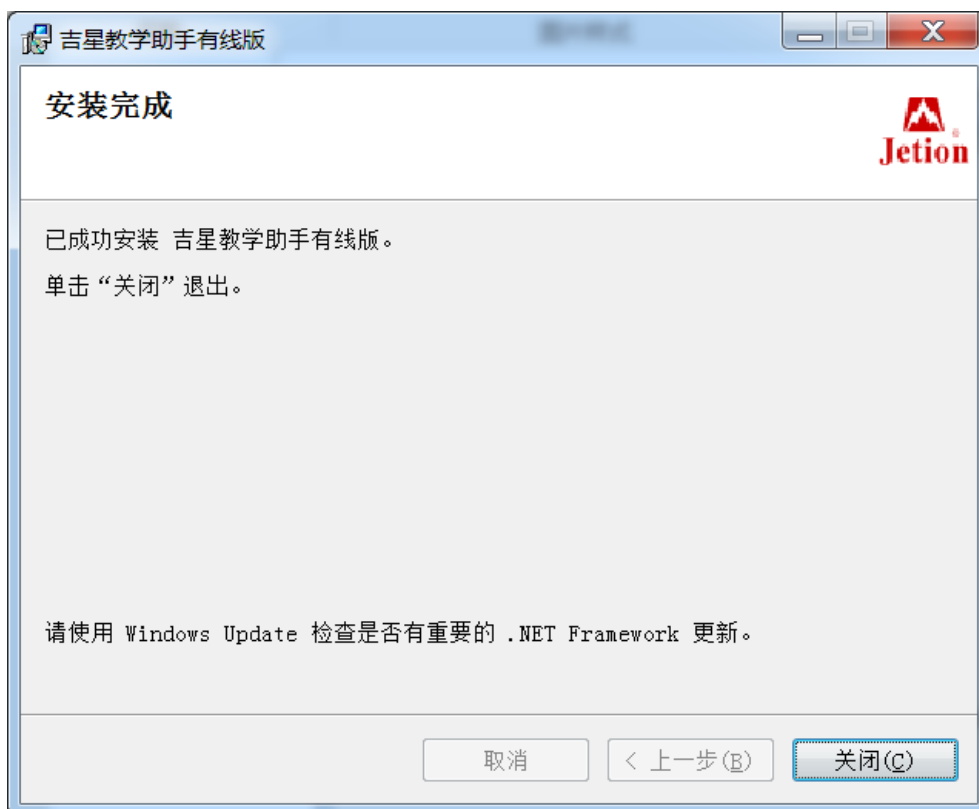 吉星教学助手有线版
安装完成
Jetion
已成功安装 吉星教学助手有线版。
单击“关闭”退出。
请使用 Windows Update 检查是否有重要的 .NET Framework 更新。
取消
< 上一步(B)
关闭(C)